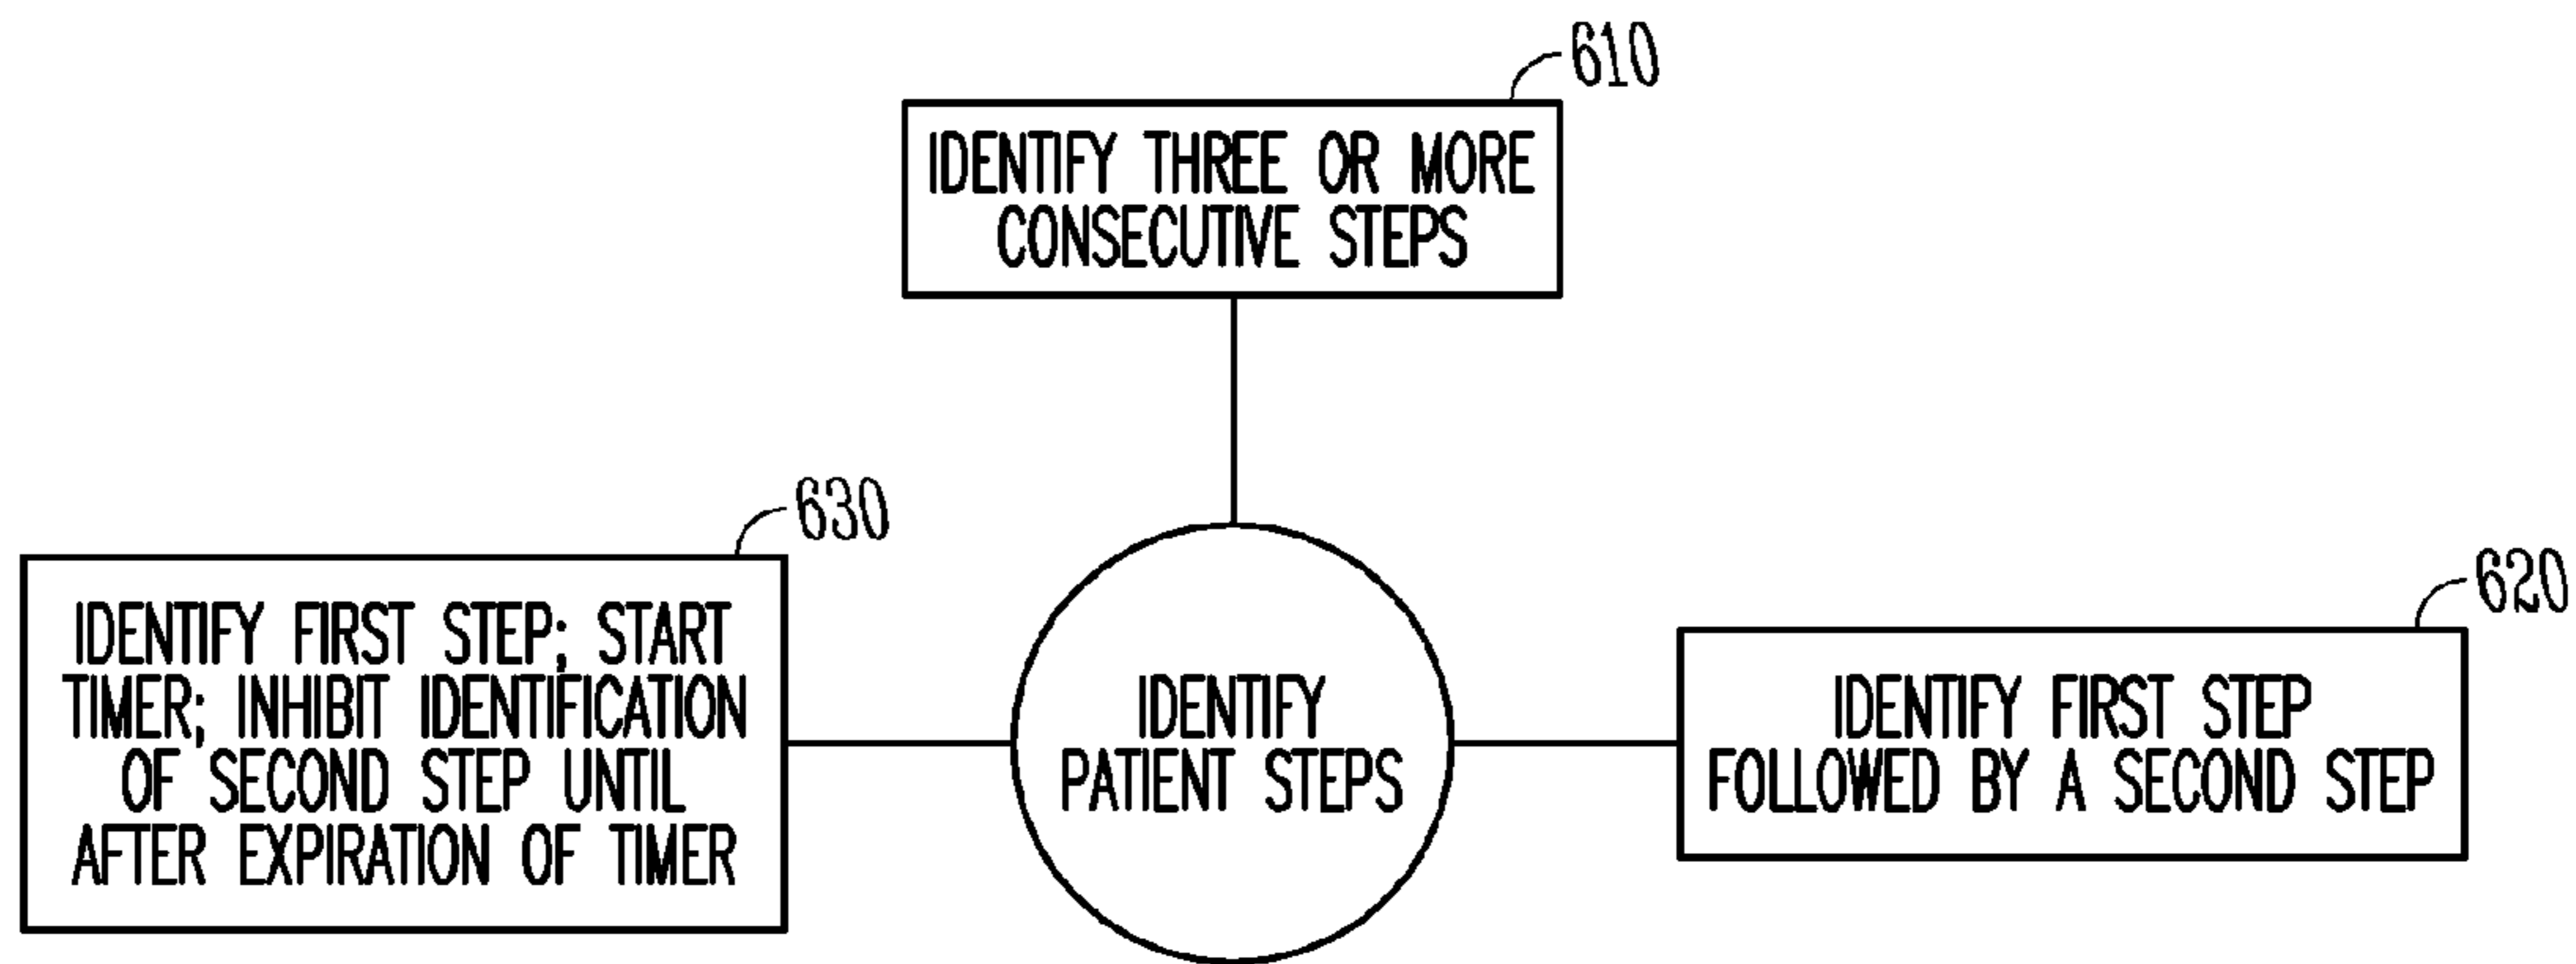 610
IDENTIFY THREE OR MORE
CONSECUTIVE STEPS
630
IDENTIFY FIRST STEP; START
TIMER; INHIBIT IDENTIFICATION
OF SECOND STEP UNTIL
AFTER EXPIRATION OF TIMER
IDENTIFY
PATIENT STEPS
620
IDENTIFY FIRST STEP
FOLLOWED BY A SECOND STEP